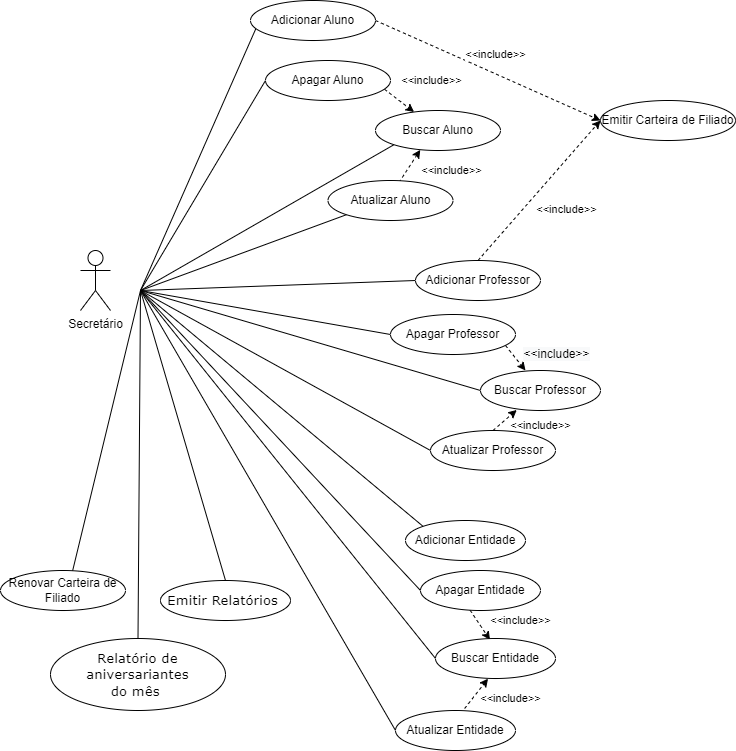 Adicionar Aluno
<<include>>
Apagar Aluno
<<include>>
Emitir Carteira de Filiado
Buscar Aluno
<<include>>
Atualizar Aluno
<<include>>
Adicionar Professor
Secretário
Apagar Professor
<<include>>
Buscar Professor
<<include>>
Atualizar Professor
Adicionar Entidade
Renovar Carteira de
Filiado
Emitir Relatórios
Apagar Entidade
<<include>>
Relatório de
aniversariantes
do mês
Buscar Entidade
<<include>>
Atualizar Entidade